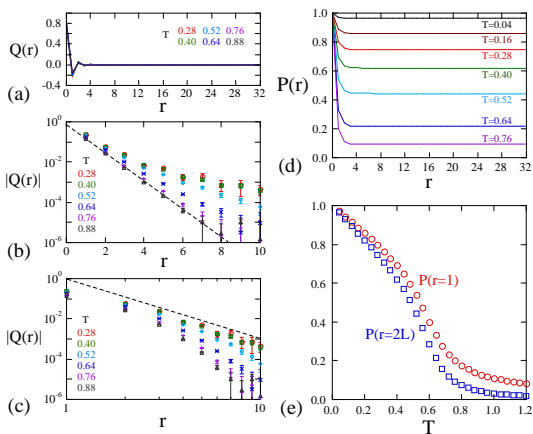 0.8
0.4
0.0
-0.4
Q(r)
T
0.28 0.52 0.76
0.40 0.64 0.88
0 4 8 12 16 20 24 28 32
r
(a)
10^0
10^-2
10^-4
10^-6
|Q(r)|
T
0.28
0.40
0.52
0.64
0.76
0.88
0 2 4 6 8 10
r
(b)
10^0
10^-2
10^-4
10^-6
|Q(r)|
T
0.28
0.40
0.52
0.64
0.76
0.88
1 10
r
(c)
1.0
0.8
0.6
0.4
0.2
0.0
P(r)
T=0.04
T=0.16
T=0.28
T=0.40
T=0.52
T=0.64
T=0.76
0 4 8 12 16 20 24 28 32
r
(d)
1.0
0.8
0.6
0.4
0.2
0.0
P(r=1)
P(r=2L)
0.0 0.2 0.4 0.6 0.8 1.0 1.2
T
(e)